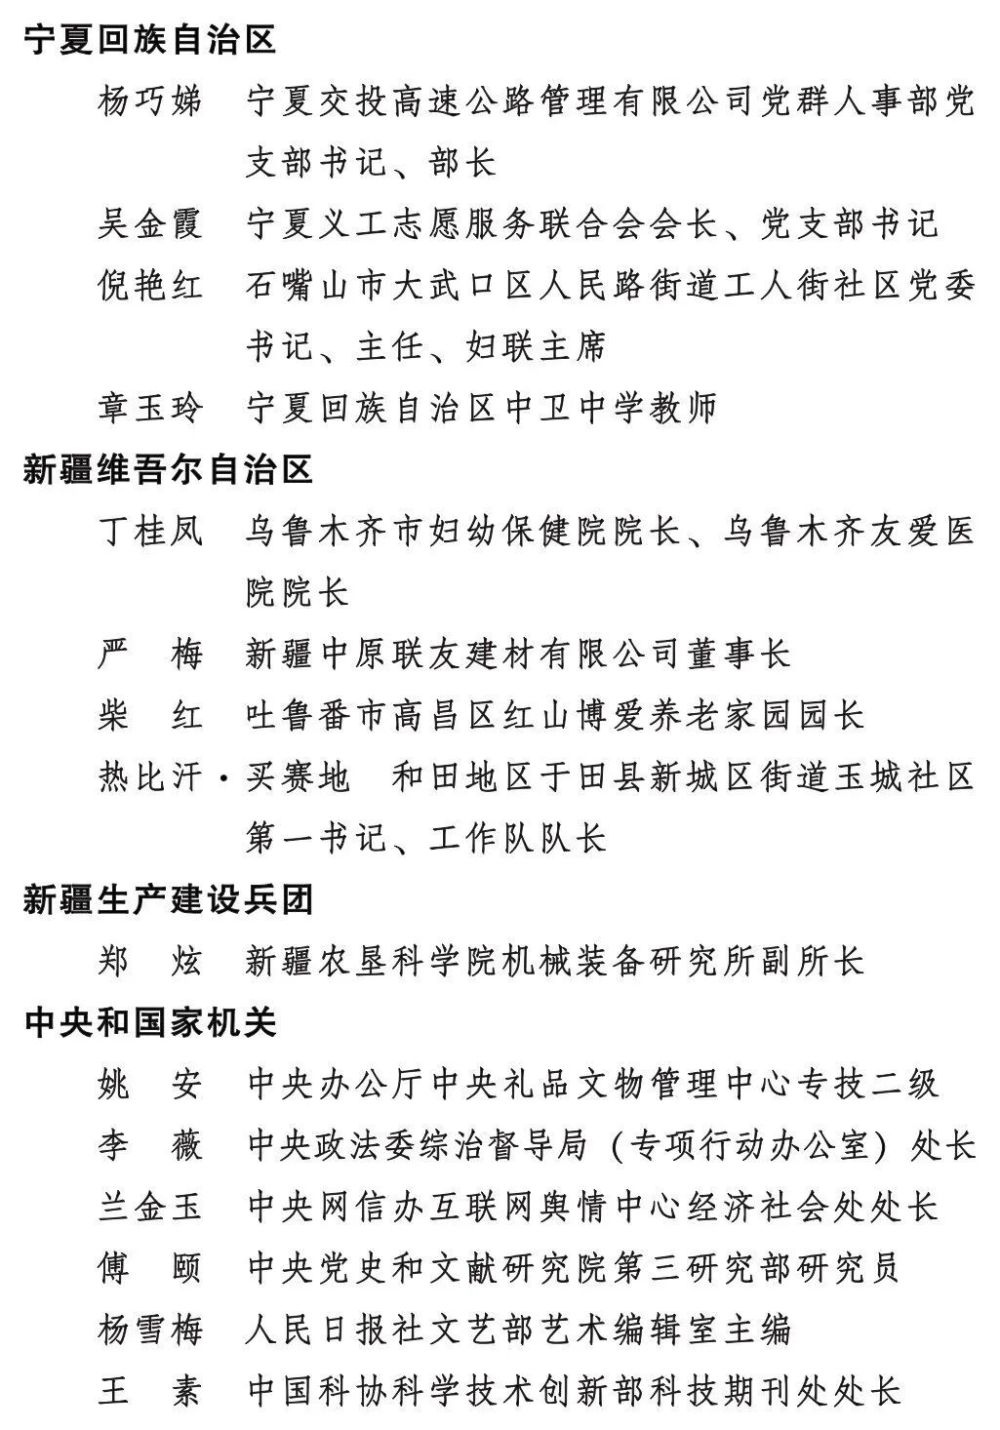 宁夏回族自治区
杨巧娣　宁夏交投高速公路管理有限公司党群人事部党
支部书记、部长
吴金霞　宁夏义工志愿服务联合会会长、党支部书记
倪艳红　石嘴山市大武口区人民路街道工人街社区党委
书记、主任、妇联主席
章玉玲　宁夏回族自治区中卫中学教师
新疆维吾尔自治区
丁桂凤　乌鲁木齐市妇幼保健院院长、乌鲁木齐友爱医
院院长
严　梅　新疆中原联友建材有限公司董事长
柴　红　吐鲁番市高昌区红山博爱养老家园园长
热比汗·买赛地　和田地区于田县新城区街道玉城社区
第一书记、工作队队长
新疆生产建设兵团
郑　炫　新疆农垦科学院机械装备研究所副所长
中央和国家机关
姚　安　中央办公厅中央礼品文物管理中心专技二级
李　薇　中央政法委综治督导局（专项行动办公室）处长
兰金玉　中央网信办互联网舆情中心经济社会处处长
傅　颐　中央党史和文献研究院第三研究部研究员
杨雪梅　人民日报社文艺部艺术编辑室主编
王　素　中国科协科学技术创新部科技期刊处处长